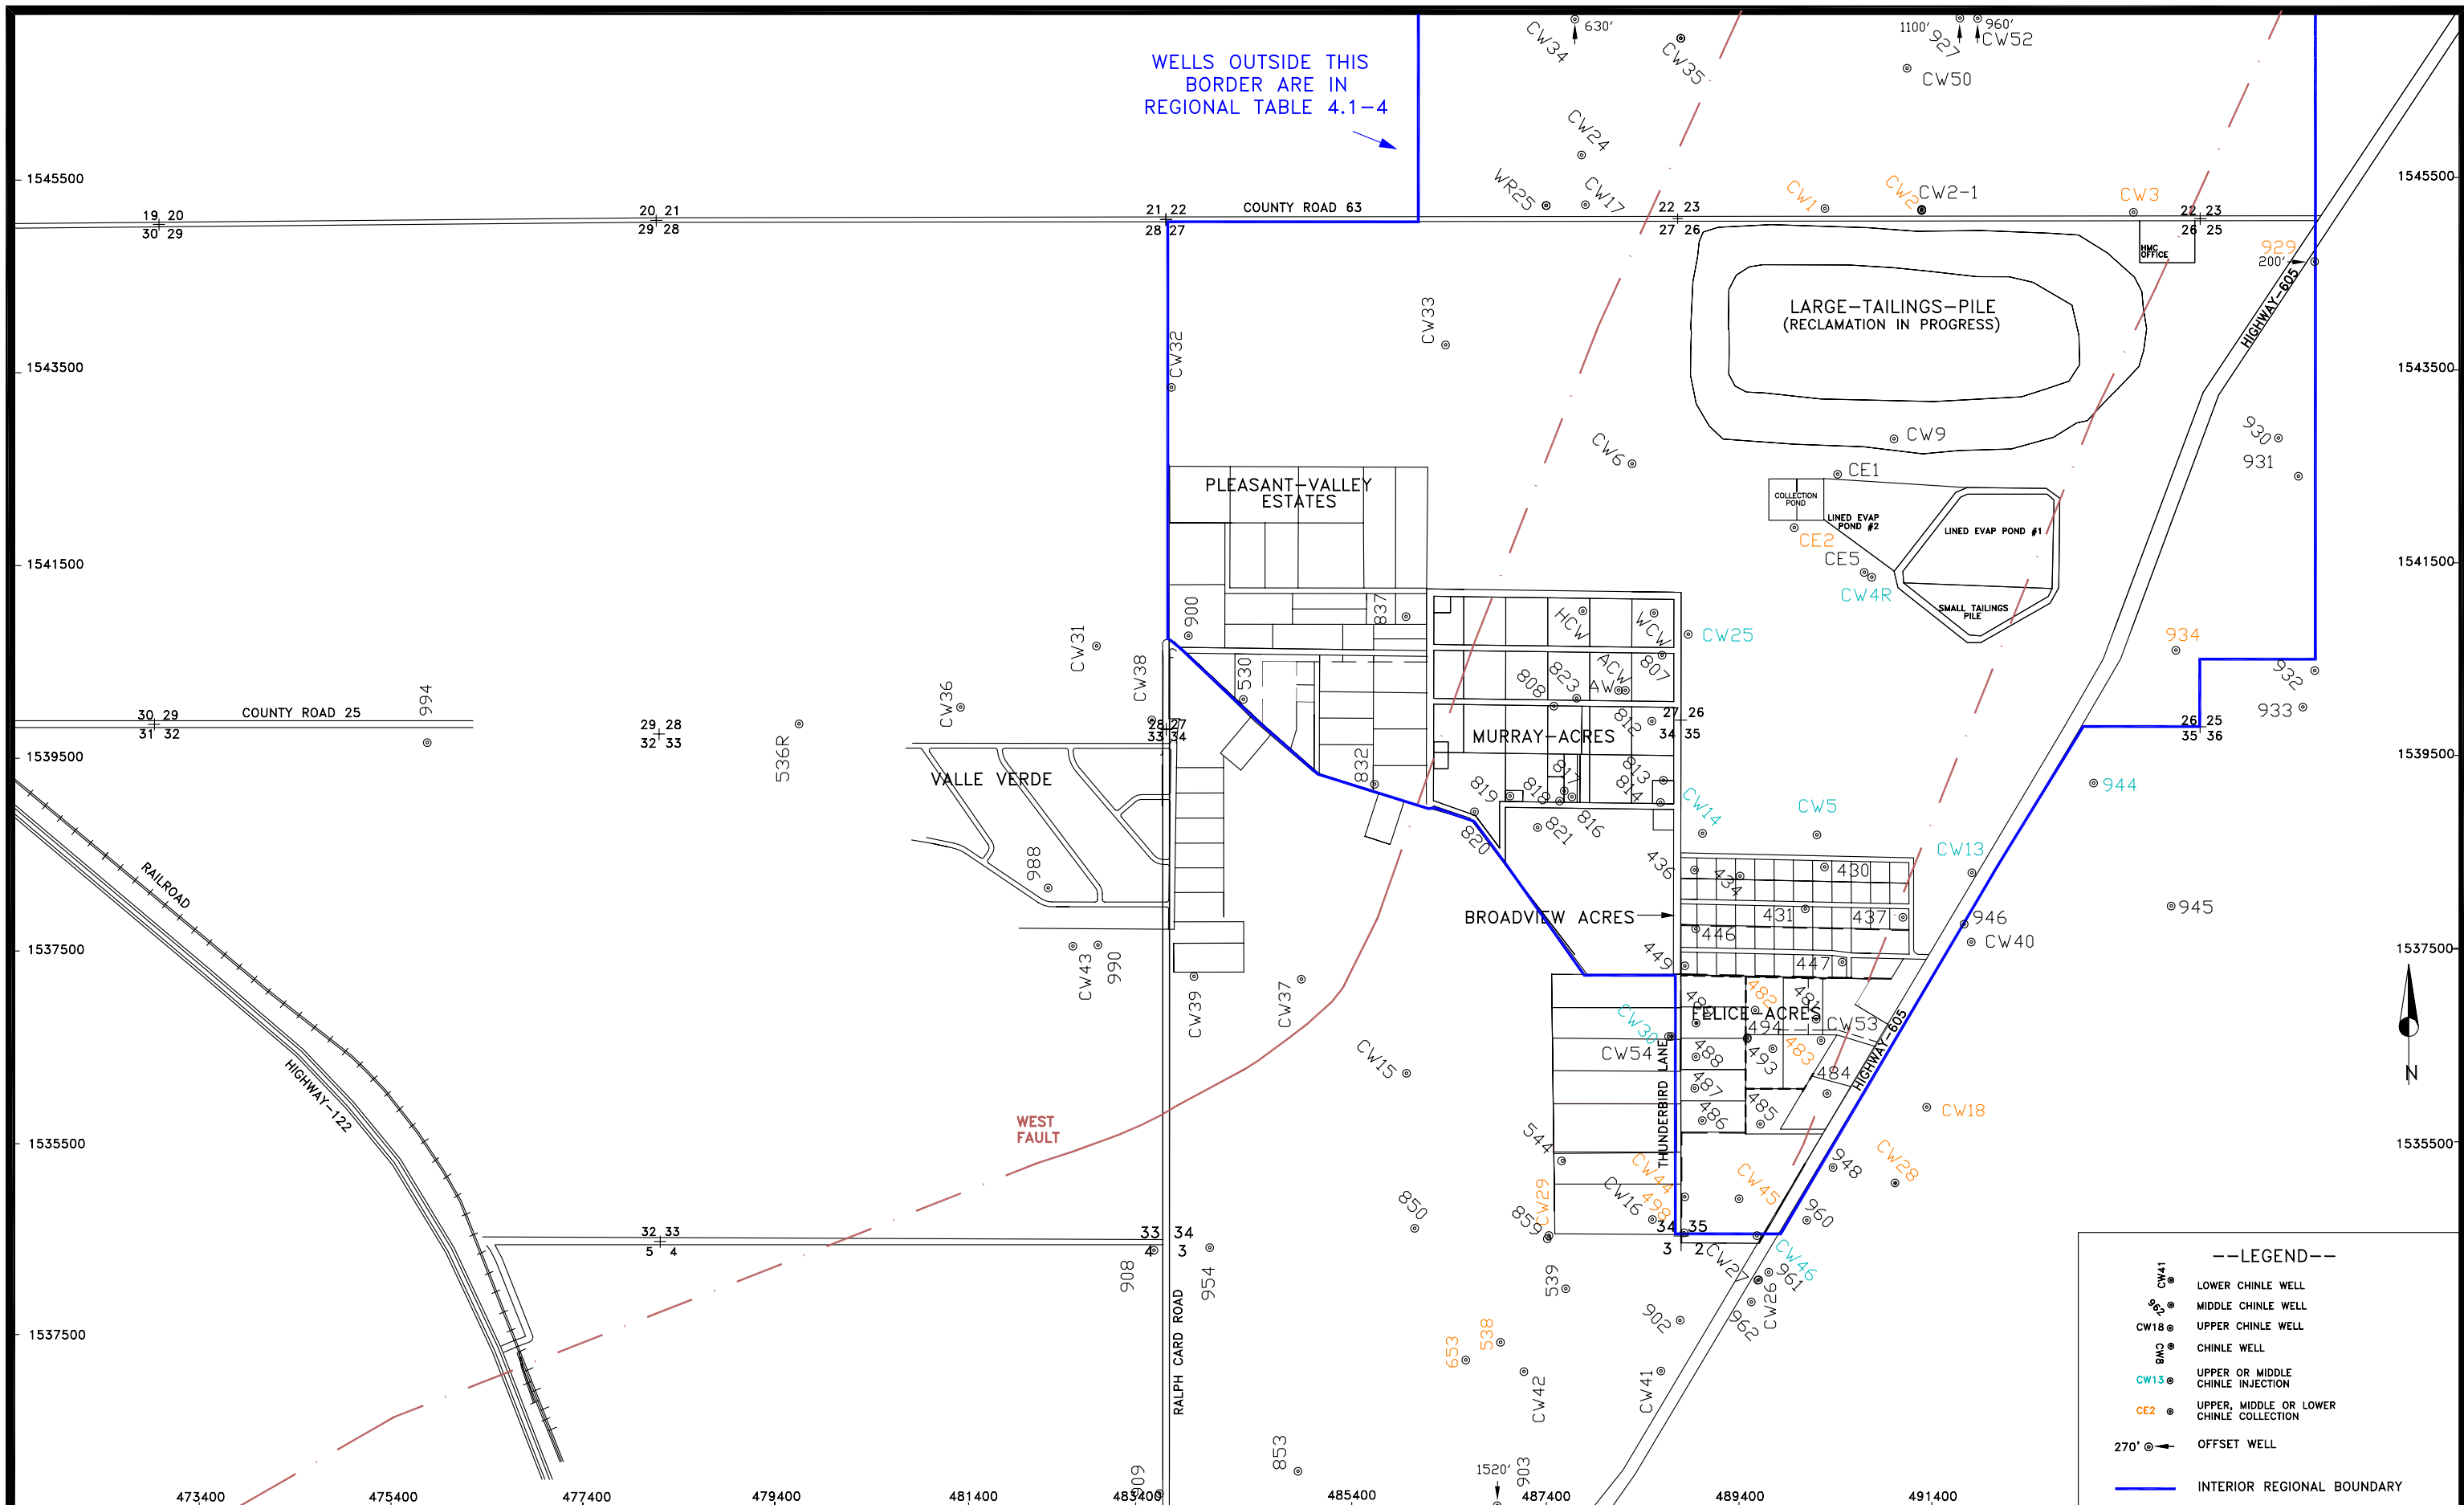 CW34
630'
CW35
1100'
927
960'
CW52
CW50
WELLS OUTSIDE THIS
BORDER ARE IN
REGIONAL TABLE 4.1-4
CW24
1545500
1545500
WR25
CW17
CW1
CW2
CW2-1
CW3
19 20
30 29
20 21
29 28
21 22
28 27
COUNTY ROAD 63
22 23
27 26
22 23
26 25
HMC
OFFICE
929
200'
HIGHWAY-605
LARGE-TAILINGS-PILE
(RECLAMATION IN PROGRESS)
CW33
CW32
1543500
1543500
CW9
CW6
930
931
CE1
PLEASANT-VALLEY
ESTATES
COLLECTION
POND
LINED EVAP
POND #2
LINED EVAP POND #1
CE2
CE5
CW4R
1541500
1541500
SMALL TAILINGS
PILE
837
HCW
WCW
CW25
900
CW31
934
932
933
CW38
530
808
823
ACW
AW
807
994
CW36
30 29
31 32
COUNTY ROAD 25
29 28
32 33
28 27
33 34
27 26
34 35
26 25
35 36
812
MURRAY-ACRES
536R
1539500
1539500
VALLE VERDE
832
819
818
817
813
814
944
CW14
CW5
820
821
816
CW13
988
RAILROAD
436
434
430
431
437
BROADVIEW ACRES
945
946
CW40
446
449
447
1537500
1537500
CW43
990
CW39
CW37
489
482
481
FELICE-ACRES
CW30
494
CW53
CW54
488
493
483
484
HIGHWAY-605
CW15
487
486
485
THUNDERBIRD LANE
CW18
N
HIGHWAY-122
WEST
FAULT
1535500
1535500
544
CW44
CW45
948
CW28
CW29
CW16
498
850
859
960
32 33
5 4
33 34
4 3
34 35
3 2
CW27
CW46
961
908
954
539
CW26
902
962
RALPH CARD ROAD
1537500
653
538
CW42
CW41
853
909
1520'
903
473400
475400
477400
479400
481400
483400
485400
487400
489400
491400
--LEGEND--
CW41
LOWER CHINLE WELL
962
MIDDLE CHINLE WELL
CW18
UPPER CHINLE WELL
CW8
CHINLE WELL
CW13
UPPER OR MIDDLE
CHINLE INJECTION
CE2
UPPER, MIDDLE OR LOWER
CHINLE COLLECTION
270'
OFFSET WELL
INTERIOR REGIONAL BOUNDARY